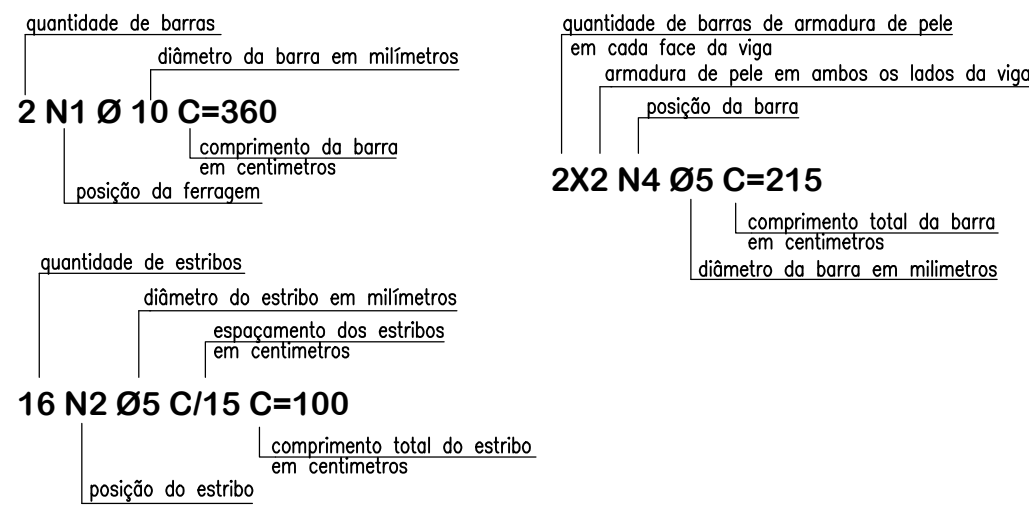 quantidade de barras
diâmetro da barra em milímetros
2 N1 Ø 10 C=360
comprimento da barra
em centimetros
posição da ferragem
quantidade de barras de armadura de pele
em cada face da viga
armadura de pele em ambos os lados da viga
posição da barra
2X2 N4 Ø5 C=215
comprimento total da barra
em centimetros
diâmetro da barra em milimetros
quantidade de estribos
diâmetro do estribo em milímetros
espaçamento dos estribos
em centimetros
16 N2 Ø5 C/15 C=100
comprimento total do estribo
em centimetros
posição do estribo